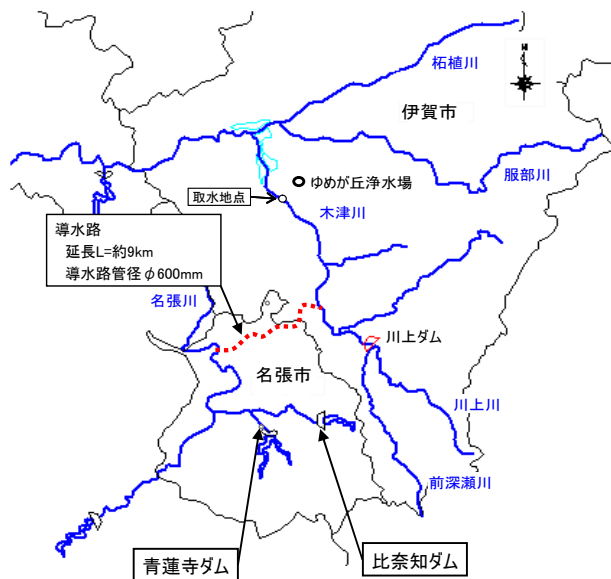 柘植川
N
伊賀市
服部川
ゆめが丘浄水場
取水地点
木津川
導水路
延長L=約9km
導水路管径φ600mm
名張川
川上ダム
名張市
川上川
前深瀬川
青蓮寺ダム
比奈知ダム